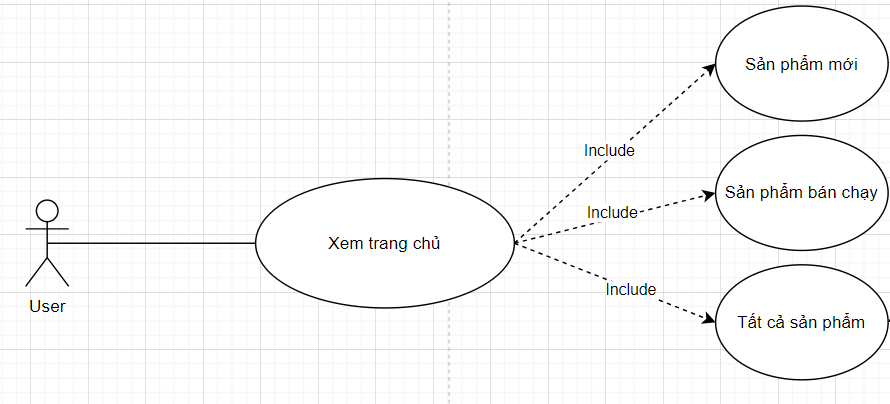 Sản phẩm mới
Include
Sản phẩm bán chạy
Include
Xem trang chủ
Include
User
Tất cả sản phẩm